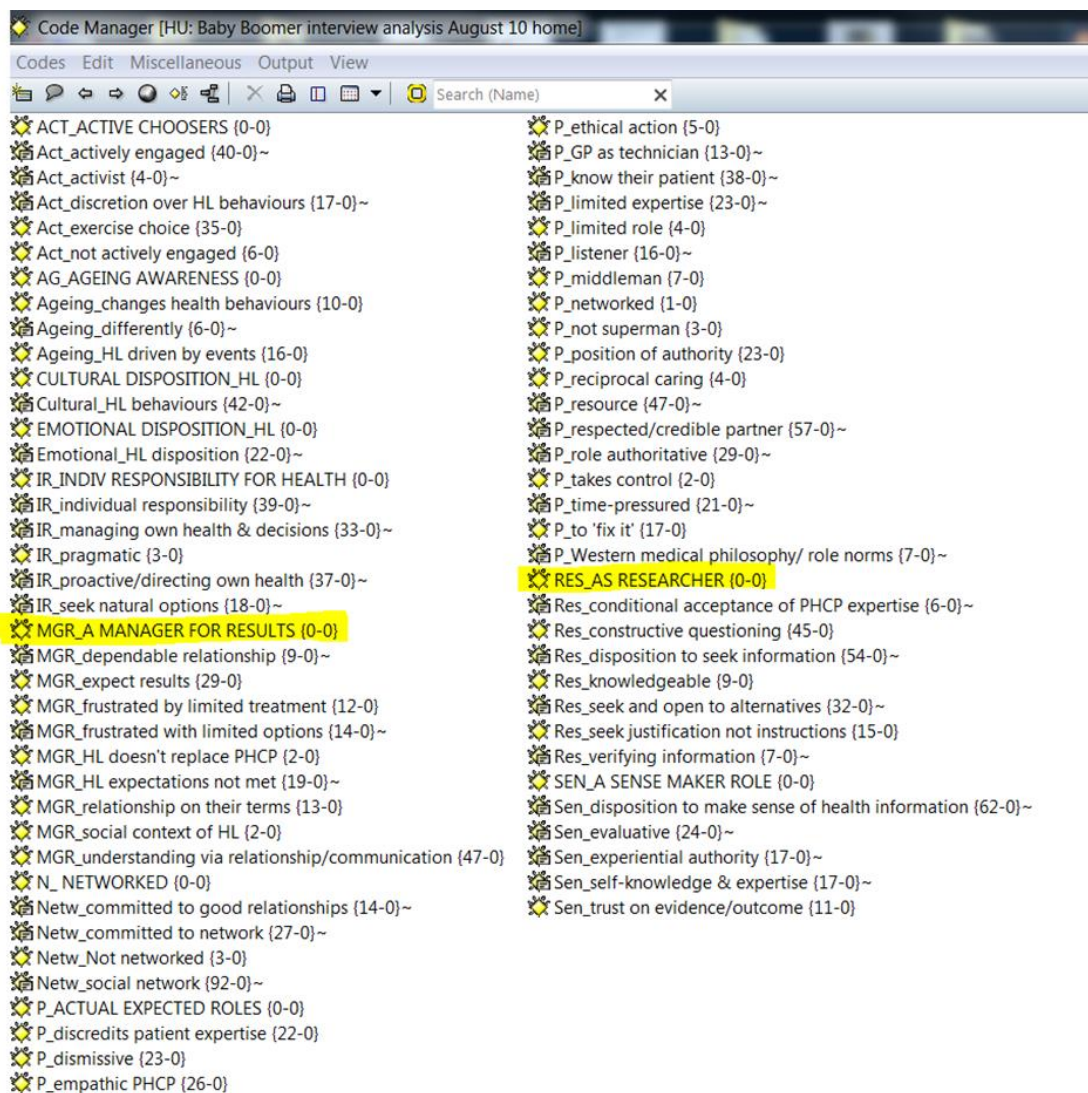 Code Manager [HU: Baby Boomer interview analysis August 10 home]
Codes Edit Miscellaneous Output View
Search (Name)
ACT_ACTIVE CHOOSERS {0-0}
Act_actively engaged {40-0}~
Act_activist {4-0}~
Act_discretion over HL behaviours {17-0}~
Act_exercise choice {35-0}
Act_not actively engaged {6-0}
AG_AGEING AWARENESS {0-0}
Ageing_changes health behaviours {10-0}
Ageing_differently {6-0}~
Ageing_HL driven by events {16-0}
CULTURAL DISPOSITION_HL {0-0}
Cultural_HL behaviours {42-0}~
EMOTIONAL DISPOSITION_HL {0-0}
Emotional_HL disposition {22-0}~
IR_INDIV RESPONSIBILITY FOR HEALTH {0-0}
IR_individual responsibility {39-0}~
IR_managing own health & decisions {33-0}~
IR_pragmatic {3-0}
IR_proactive/directing own health {37-0}~
IR_seek natural options {18-0}~
MGR_A MANAGER FOR RESULTS {0-0}
MGR_dependable relationship {9-0}~
MGR_expect results {29-0}
MGR_frustrated by limited treatment {12-0}
MGR_frustrated with limited options {14-0}~
MGR_HL doesn't replace PHCP {2-0}
MGR_HL expectations not met {19-0}~
MGR_relationship on their terms {13-0}
MGR_social context of HL {2-0}
MGR_understanding via relationship/communication {47-0}
N_ NETWORKED {0-0}
Netw_committed to good relationships {14-0}~
Netw_committed to network {27-0}~
Netw_Not networked {3-0}
Netw_social network {92-0}~
P_ACTUAL EXPECTED ROLES {0-0}
P_discredits patient expertise {22-0}
P_dismissive {23-0}
P_empathic PHCP {26-0}
P_ethical action {5-0}
P_GP as technician {13-0}~
P_know their patient {38-0}~
P_limited expertise {23-0}~
P_limited role {4-0}
P_listener {16-0}~
P_middleman {7-0}
P_networked {1-0}
P_not superman {3-0}
P_position of authority {23-0}
P_reciprocal caring {4-0}
P_resource {47-0}~
P_respected/credible partner {57-0}~
P_role authoritative {29-0}~
P_takes control {2-0}
P_time-pressured {21-0}~
P_to 'fix it' {17-0}
P_Western medical philosophy/ role norms {7-0}~
RES_AS RESEARCHER {0-0}
Res_conditional acceptance of PHCP expertise {6-0}~
Res_constructive questioning {45-0}
Res_disposition to seek information {54-0}~
Res_knowledgeable {9-0}
Res_seek and open to alternatives {32-0}~
Res_seek justification not instructions {15-0}
Res_verifying information {7-0}~
SEN_A SENSE MAKER ROLE {0-0}
Sen_disposition to make sense of health information {62-0}~
Sen_evaluative {24-0}~
Sen_experiential authority {17-0}~
Sen_self-knowledge & expertise {17-0}~
Sen_trust on evidence/outcome {11-0}